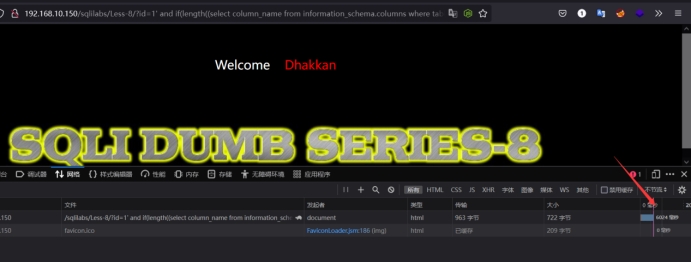 192.168.10.150/sqlilabs/Less-8/?id=1' and if(length((select column_name from information_schema.columns where tab
Welcome Dhakkan
SQLI DUMB SERIES-8
台 调试器 网络 {} 样式编辑器 性能 内存 存储 无障碍环境 应用程序 1
所有 HTML CSS JS XHR 字体 图像 媒体 WS 其他 禁用缓存 不节流
文件 发起者 类型 传输 大小 0 毫秒
.150 /sqlilabs/Less-8/?id=1' and if(length((select column_name from information_sche document html 963 字节 722 字节
.150 favicon.ico FaviconLoader.jsm:186 (img) html 已缓存 209 字节 0 毫秒